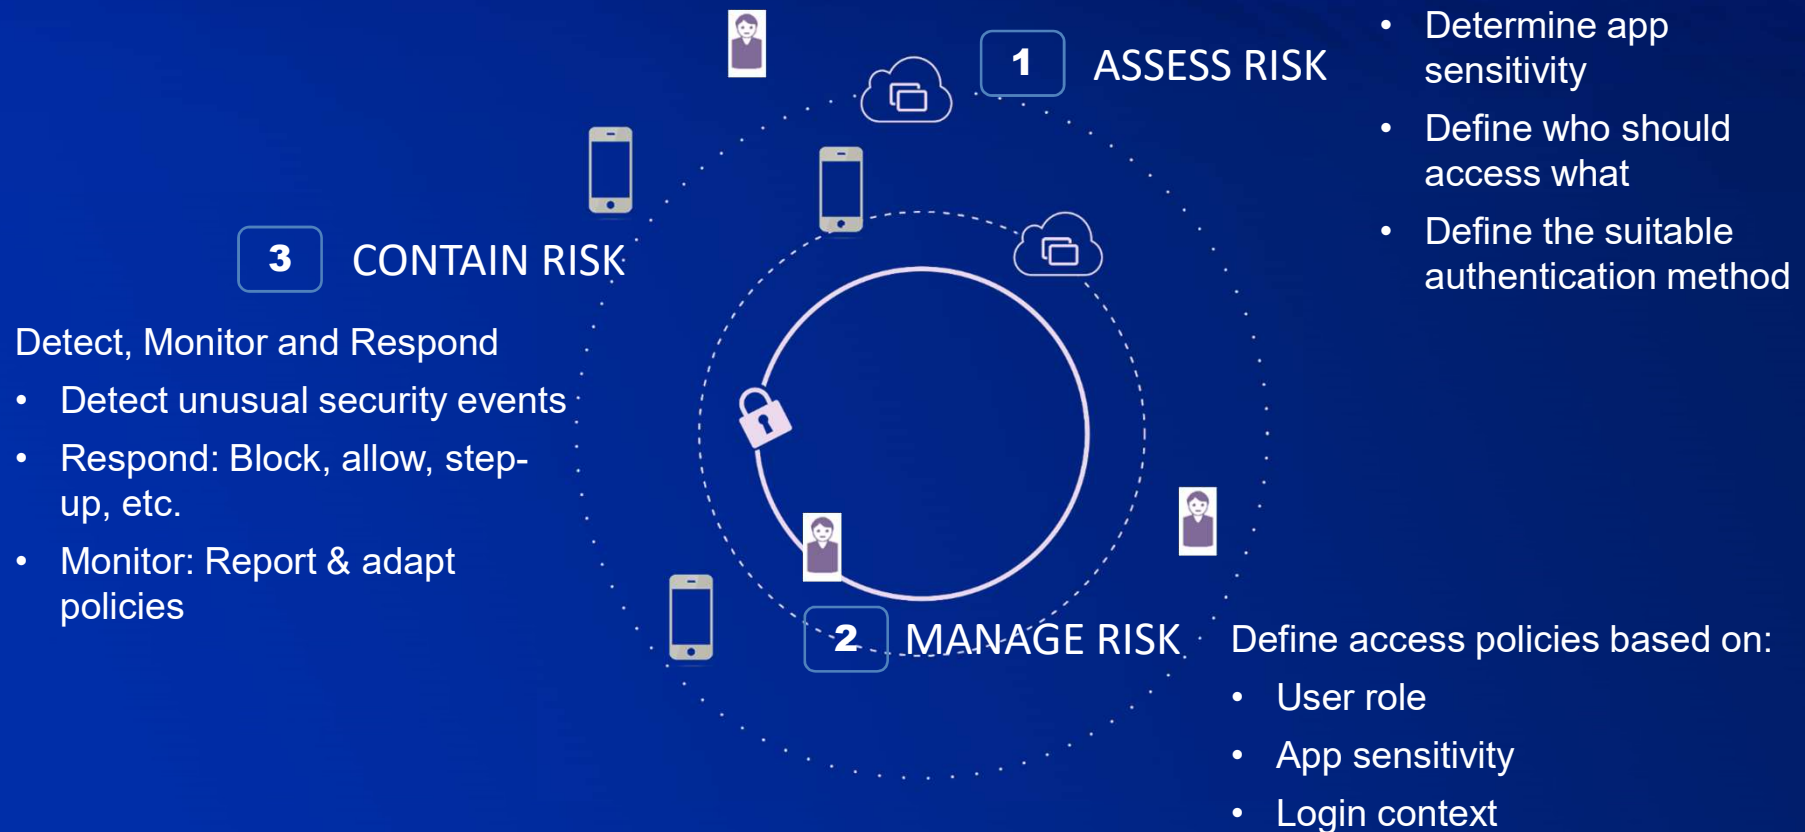 1 ASSESS RISK
• Determine app
sensitivity
• Define who should
access what
• Define the suitable
authentication method
3 CONTAIN RISK
Detect, Monitor and Respond
• Detect unusual security events
• Respond: Block, allow, step-
up, etc.
• Monitor: Report & adapt
policies
2 MANAGE RISK
Define access policies based on:
• User role
• App sensitivity
• Login context